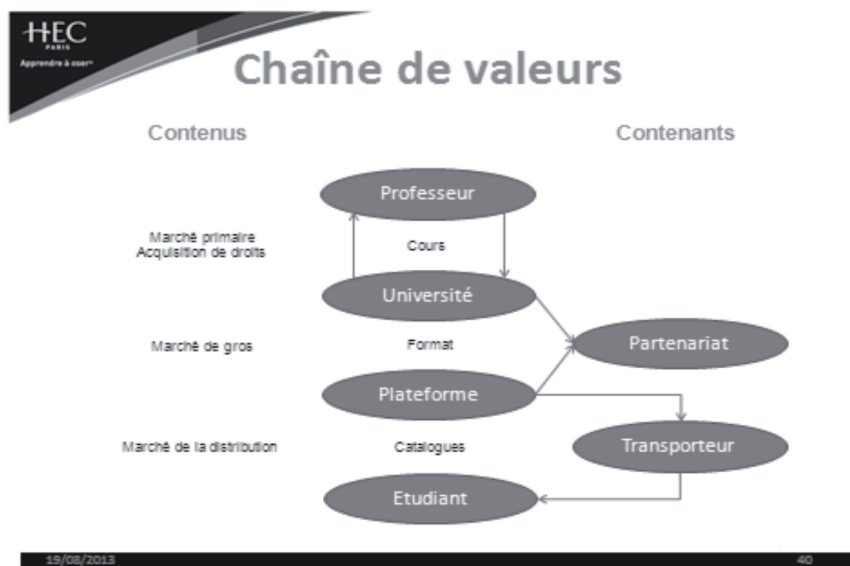 HEC
PARIS
Apprendre à oser
Chaîne de valeurs
Contenus
Contenants
Professeur
Marché primaire
Acquisition de droits
Cours
Université
Marché de gros
Format
Partenariat
Plateforme
Marché de la distribution
Catalogues
Transporteur
Etudiant
19/08/2013
40